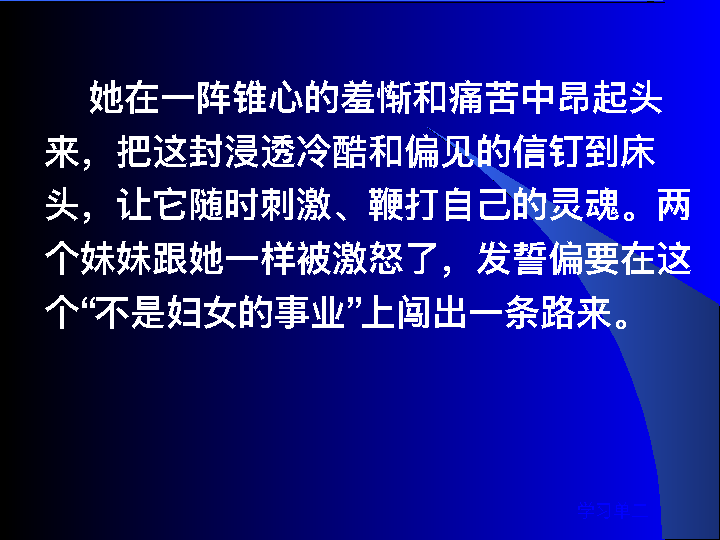 她在一阵锥心的羞惭和痛苦中昂起头
来，把这封浸透冷酷和偏见的信钉到床
头，让它随时刺激、鞭打自己的灵魂。两
个妹妹跟她一样被激怒了，发誓偏要在这
个“不是妇女的事业”上闯出一条路来。